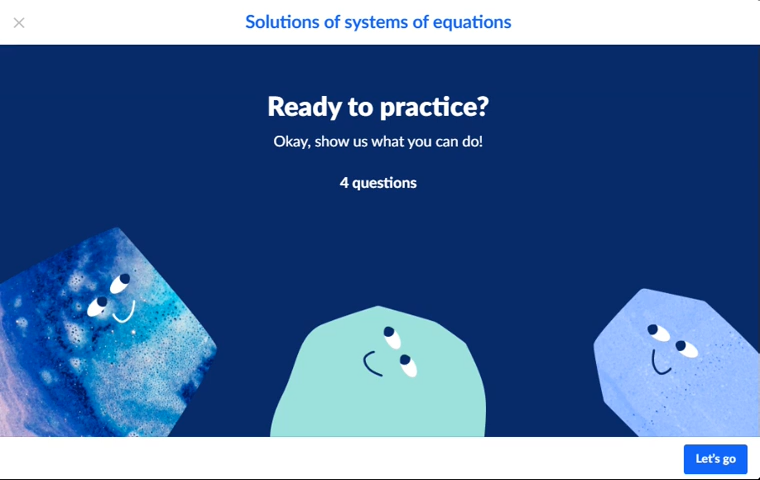 Solutions of systems of equations
Ready to practice?
Okay, show us what you can do!
4 questions
Let's go